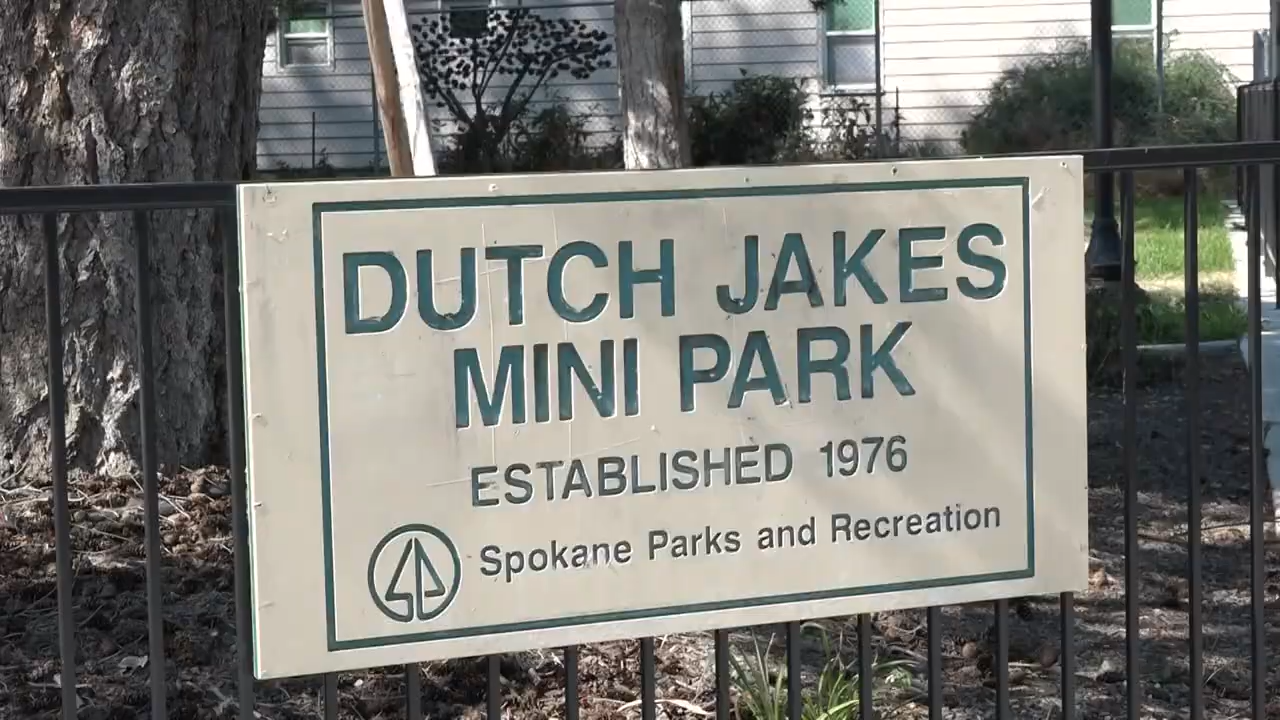 DUTCH JAKES
MINI PARK
ESTABLISHED 1976
Spokane Parks and Recreation